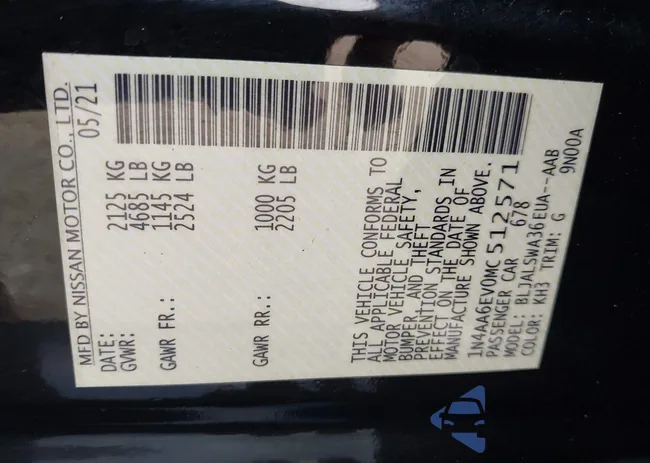 MFD BY NISSAN MOTOR CO., LTD.
DATE: 05/21
GVWR: 2125 KG
4685 LB
GAWR FR.: 1145 KG
2524 LB
GAWR RR.: 1000 KG
2205 LB
THIS VEHICLE CONFORMS TO
ALL APPLICABLE FEDERAL
MOTOR VEHICLE SAFETY,
BUMPER, AND THEFT
PREVENTION STANDARDS IN
EFFECT ON THE DATE OF
MANUFACTURE SHOWN ABOVE.
1N4AA6EV0MC512571
PASSENGER CAR 678
MODEL: BLJALSWA36EUA--AAB
COLOR: KH3 TRIM: G 9N00A